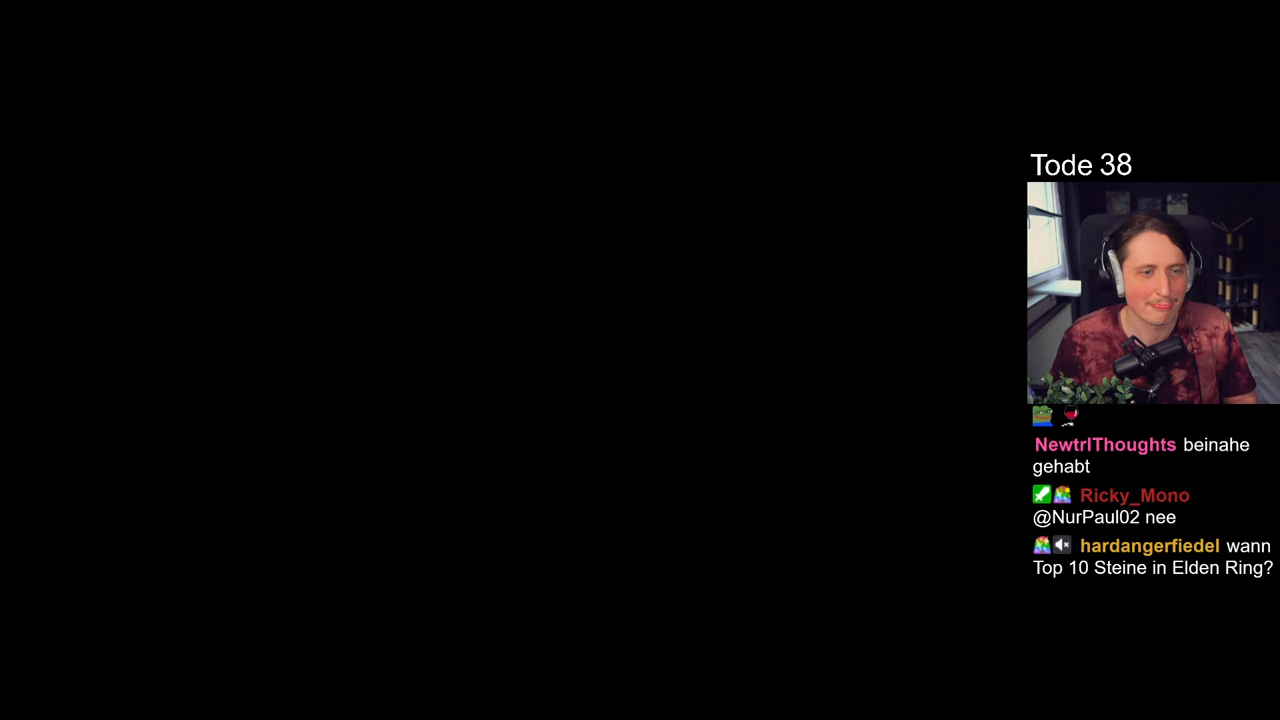 Tode 38
NewtrlThoughts beinahe
gehabt
Ricky_Mono
@NurPaul02 nee
hardangerfiedel wann
Top 10 Steine in Elden Ring?